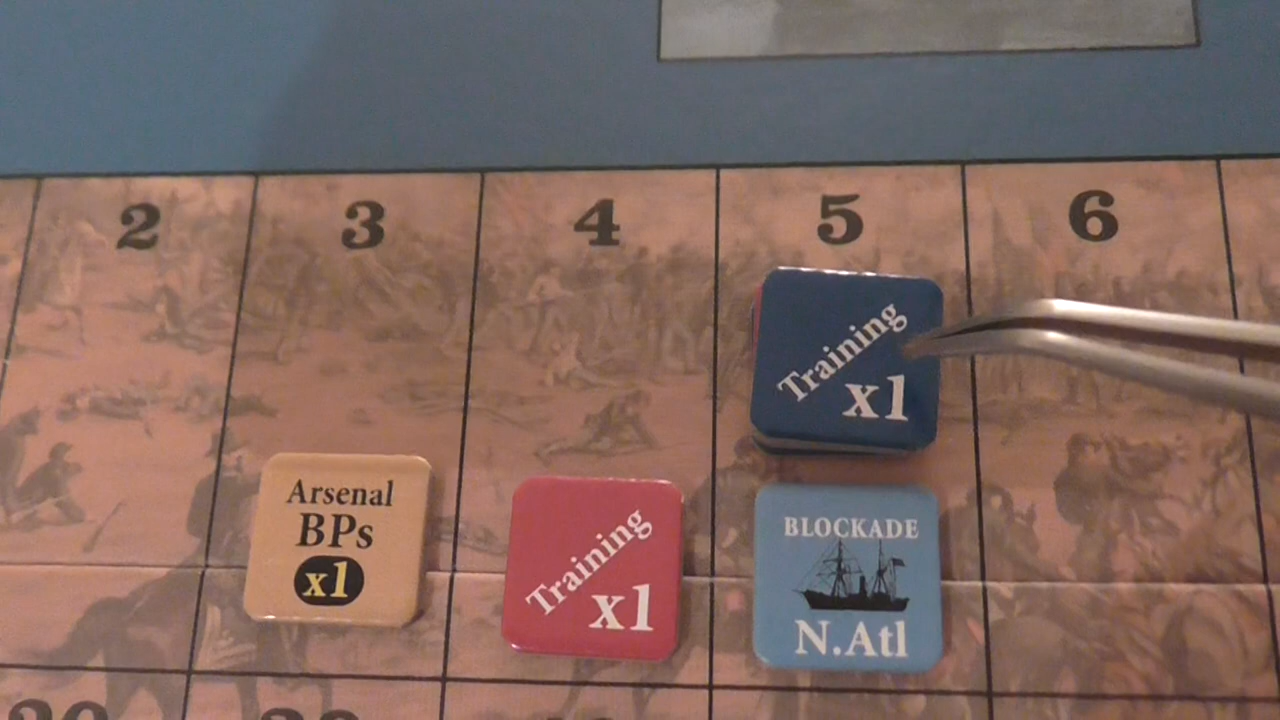 2 3 4 5 6
Training
x1
Arsenal
BPs
x1
Training
x1
BLOCKADE
N.Atl